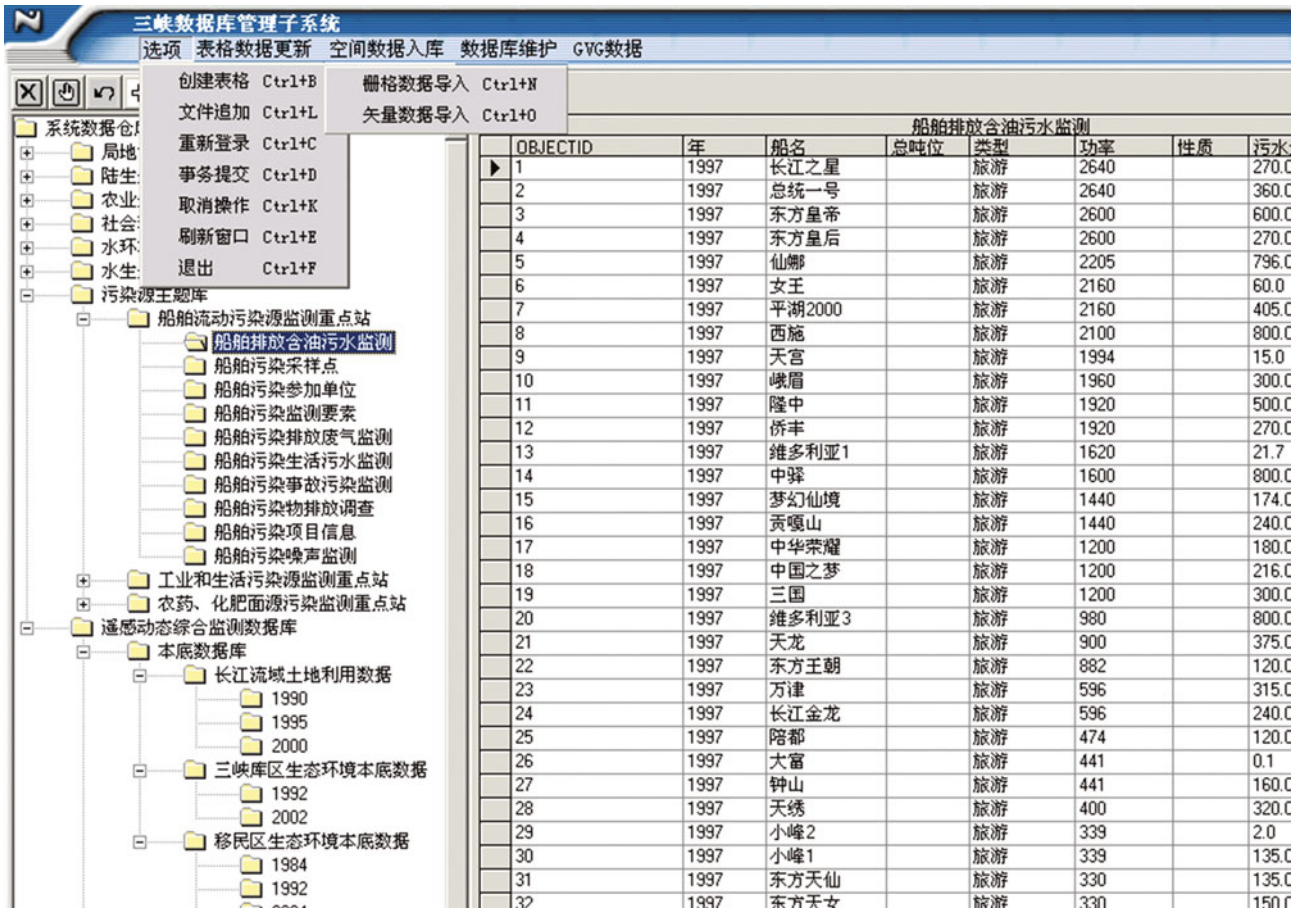 三峡数据库管理子系统
选项 表格数据更新 空间数据入库 数据库维护 GVG数据
创建表格 Ctrl+B
文件追加 Ctrl+L
重新登录 Ctrl+C
事务提交 Ctrl+D
取消操作 Ctrl+K
刷新窗口 Ctrl+E
退出 Ctrl+F
栅格数据导入 Ctrl+N
矢量数据导入 Ctrl+O
系统数据仓库
局地
陆生
农业
社会
水环
水生
污染源主题库
船舶流动污染源监测重点站
船舶排放含油污水监测
船舶污染采样点
船舶污染参加单位
船舶污染监测要素
船舶污染排放废气监测
船舶污染生活污水监测
船舶污染事故污染监测
船舶污染物排放调查
船舶污染项目信息
船舶污染噪声监测
工业和生活污染源监测重点站
农药、化肥面源污染监测重点站
遥感动态综合监测数据库
本底数据库
长江流域土地利用数据
1990
1995
2000
三峡库区生态环境本底数据
1992
2002
移民区生态环境本底数据
1984
1992
船舶排放含油污水监测
OBJECTID 年 船名 总吨位 类型 功率 性质 污水
1 1997 长江之星 旅游 2640 270.0
2 1997 总统一号 旅游 2640 360.0
3 1997 东方皇帝 旅游 2600 600.0
4 1997 东方皇后 旅游 2600 270.0
5 1997 仙娜 旅游 2205 796.0
6 1997 女王 旅游 2160 60.0
7 1997 平湖2000 旅游 2160 405.0
8 1997 西施 旅游 2100 800.0
9 1997 天宫 旅游 1994 15.0
10 1997 峨眉 旅游 1960 300.0
11 1997 隆中 旅游 1920 500.0
12 1997 侨丰 旅游 1920 270.0
13 1997 维多利亚1 旅游 1620 21.7
14 1997 中驿 旅游 1600 800.0
15 1997 梦幻仙境 旅游 1440 174.0
16 1997 贡嘎山 旅游 1440 240.0
17 1997 中华荣耀 旅游 1200 180.0
18 1997 中国之梦 旅游 1200 216.0
19 1997 三国 旅游 1200 300.0
20 1997 维多利亚3 旅游 980 800.0
21 1997 天龙 旅游 900 375.0
22 1997 东方王朝 旅游 882 120.0
23 1997 万津 旅游 596 315.0
24 1997 长江金龙 旅游 596 240.0
25 1997 陪都 旅游 474 120.0
26 1997 大富 旅游 441 0.1
27 1997 钟山 旅游 441 160.0
28 1997 天绣 旅游 400 320.0
29 1997 小峰2 旅游 339 2.0
30 1997 小峰1 旅游 339 135.0
31 1997 东方天仙 旅游 330 135.0
32 1997 东方天女 旅游 330 150.0